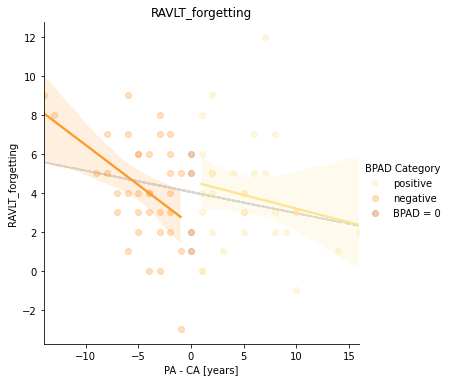 RAVLT_forgetting
12
10
8
6
4
2
0
−2
RAVLT_forgetting
−10
−5
0
5
10
15
PA - CA [years]
BPAD Category
positive
negative
BPAD = 0